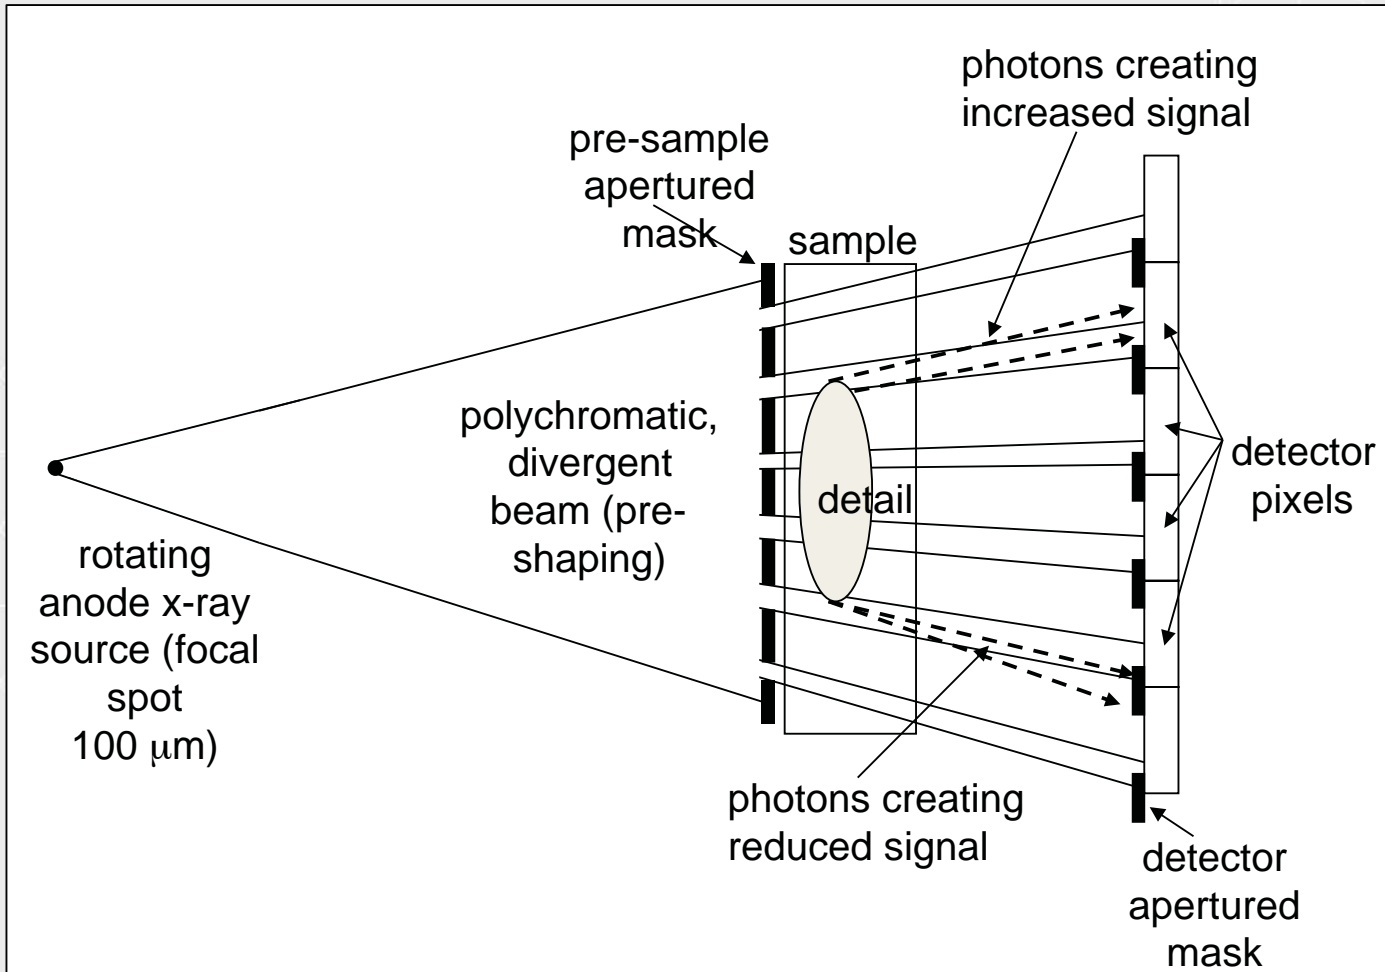 photons creating
increased signal
pre-sample
apertured
mask
sample
polychromatic,
divergent
beam (pre-
shaping)
detail
detector
pixels
rotating
anode x-ray
source (focal
spot
100 μm)
photons creating
reduced signal
detector
apertured
mask